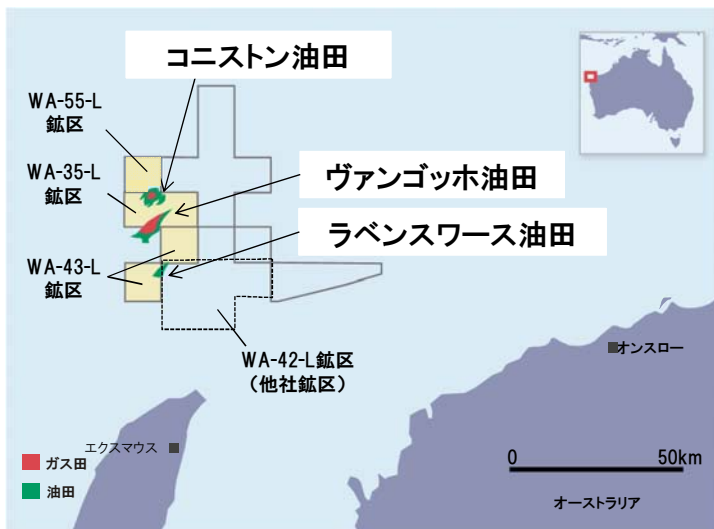 コニストン油田
WA-55-L
鉱区
WA-35-L
鉱区
ヴァンゴッホ油田
ラベンスワース油田
WA-43-L
鉱区
オンスロー
WA-42-L鉱区
（他社鉱区）
エクスマウス
ガス田
油田
0
50km
オーストラリア